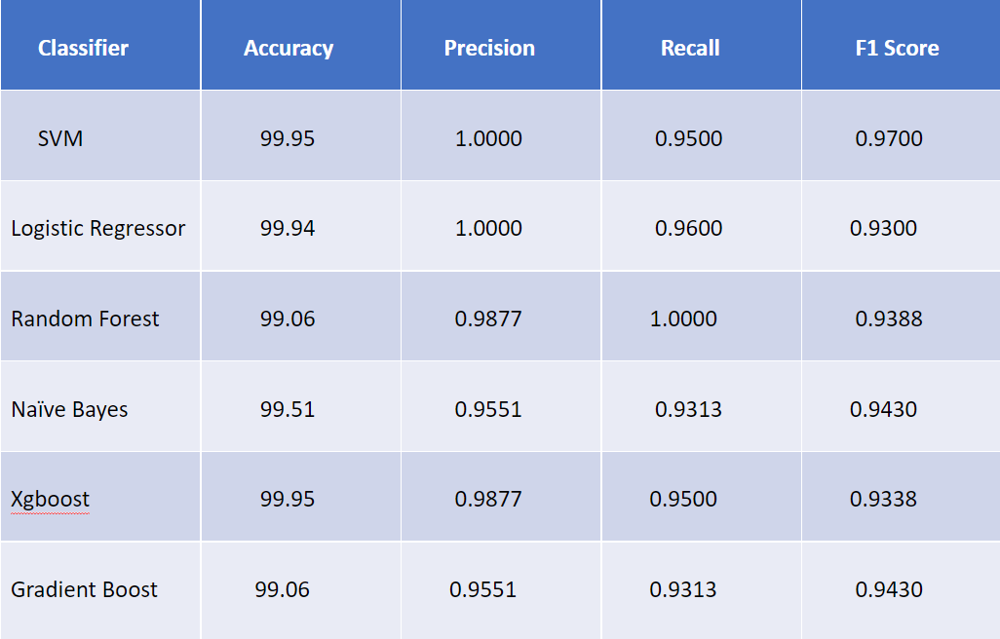 Classifier Accuracy Precision Recall F1 Score
SVM 99.95 1.0000 0.9500 0.9700
Logistic Regressor 99.94 1.0000 0.9600 0.9300
Random Forest 99.06 0.9877 1.0000 0.9388
Naïve Bayes 99.51 0.9551 0.9313 0.9430
Xgboost 99.95 0.9877 0.9500 0.9338
Gradient Boost 99.06 0.9551 0.9313 0.9430